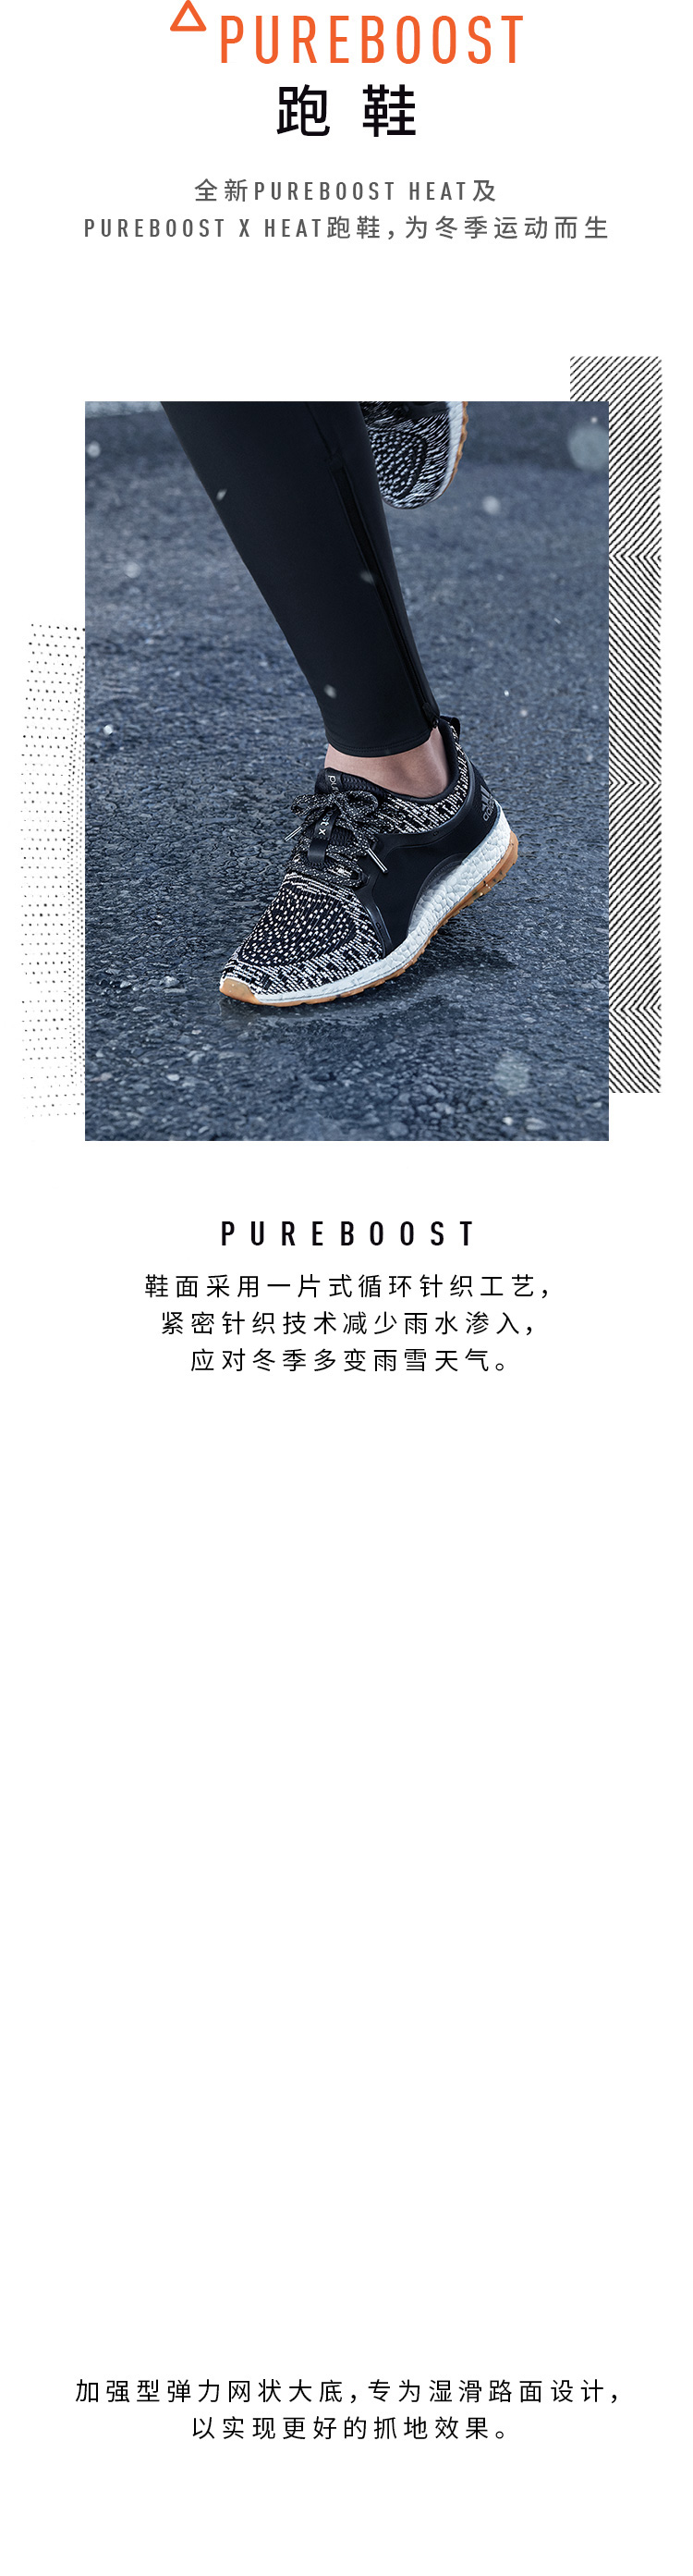 PUREBOOST
跑鞋
全新PUREBOOST HEAT及
PUREBOOST X HEAT跑鞋，为冬季运动而生
PUREBOOST
鞋面采用一片式循环针织工艺，
紧密针织技术减少雨水渗入，
应对冬季多变雨雪天气。
加强型弹力网状大底，专为湿滑路面设计，
以实现更好的抓地效果。